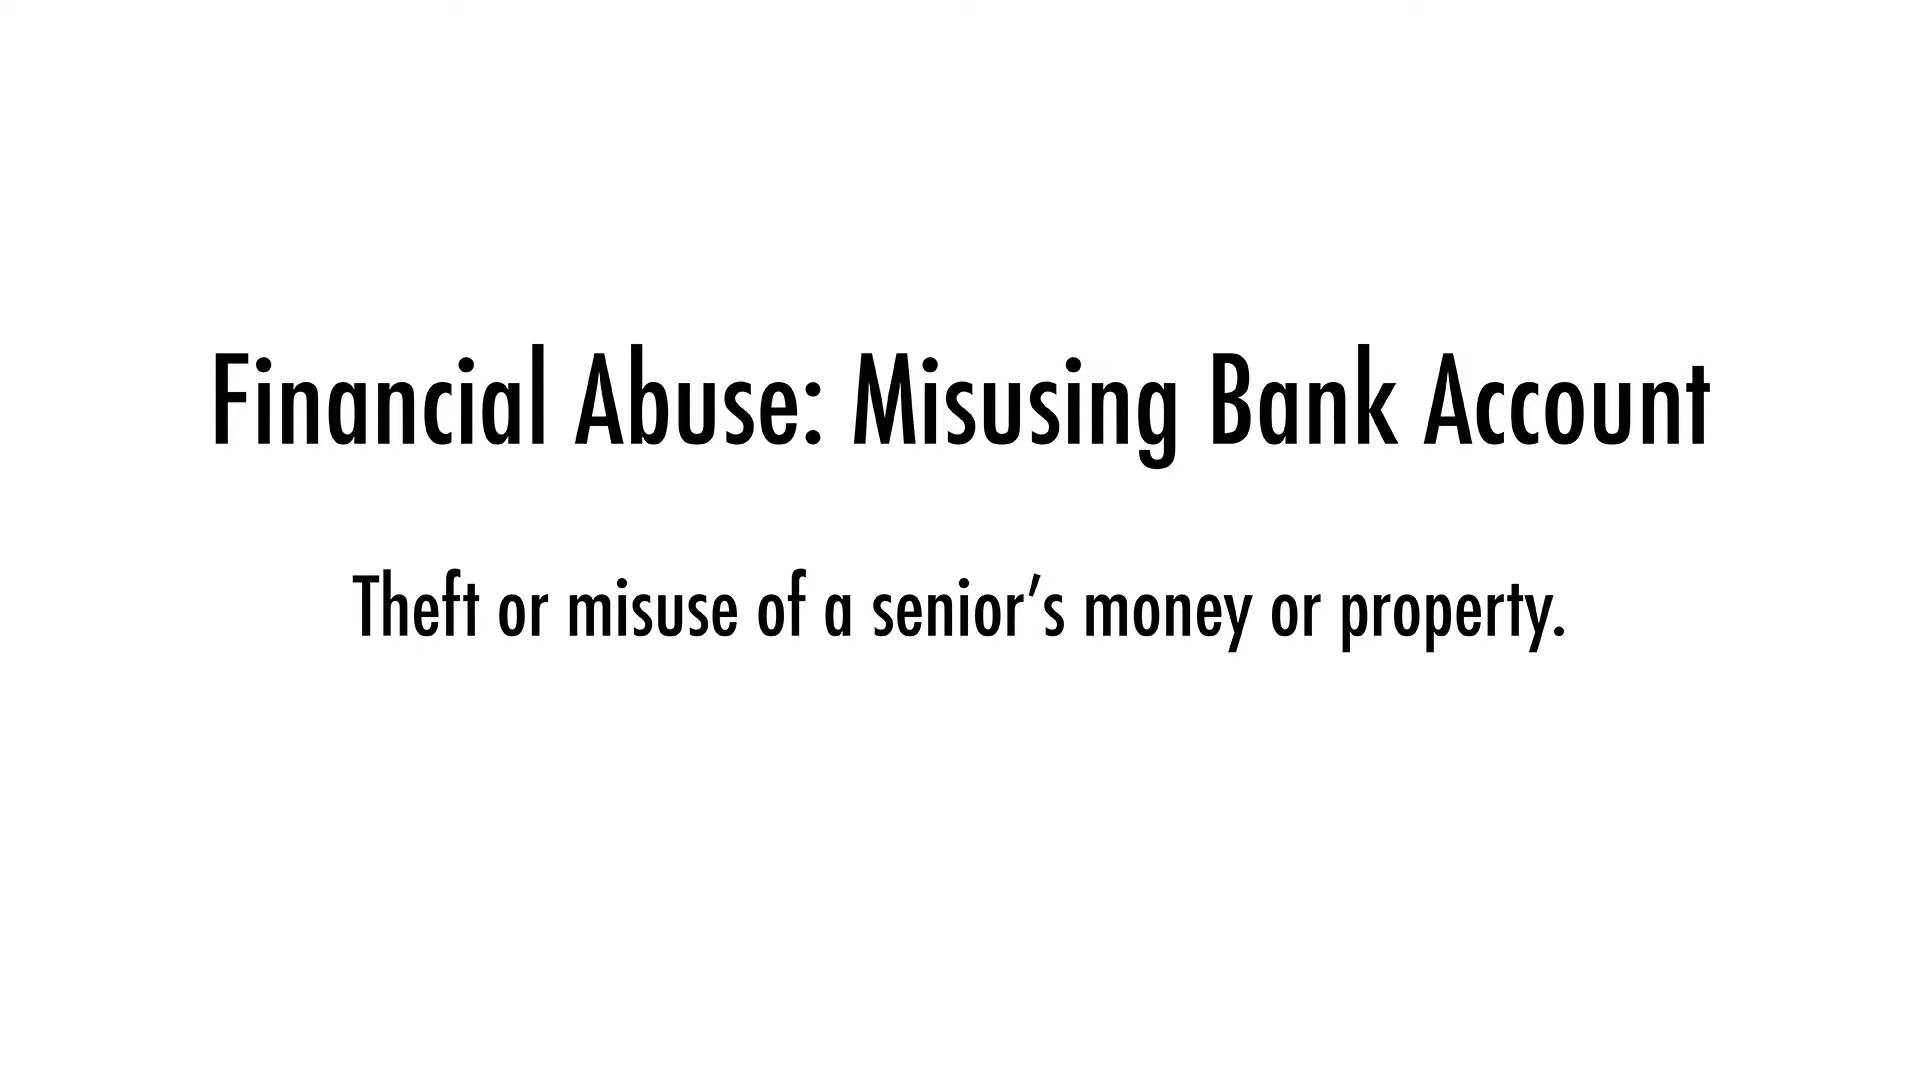 Financial Abuse: Misusing Bank Account
Theft or misuse of a senior’s money or property.